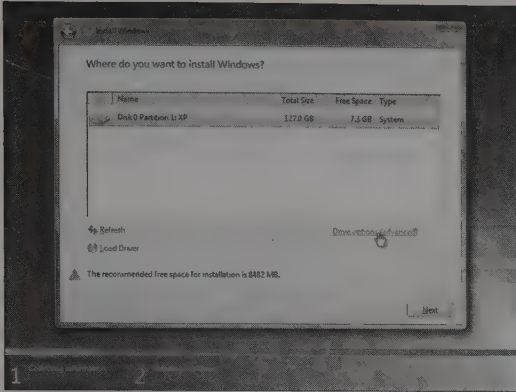 Install Windows
Where do you want to install Windows?
Name Total Size Free Space Type
Disk 0 Partition 1: XP 127.0 GB 7.3 GB System
Refresh Drive options (advanced)
Load Driver
The recommended free space for installation is 8482 MB.
Next
1 2